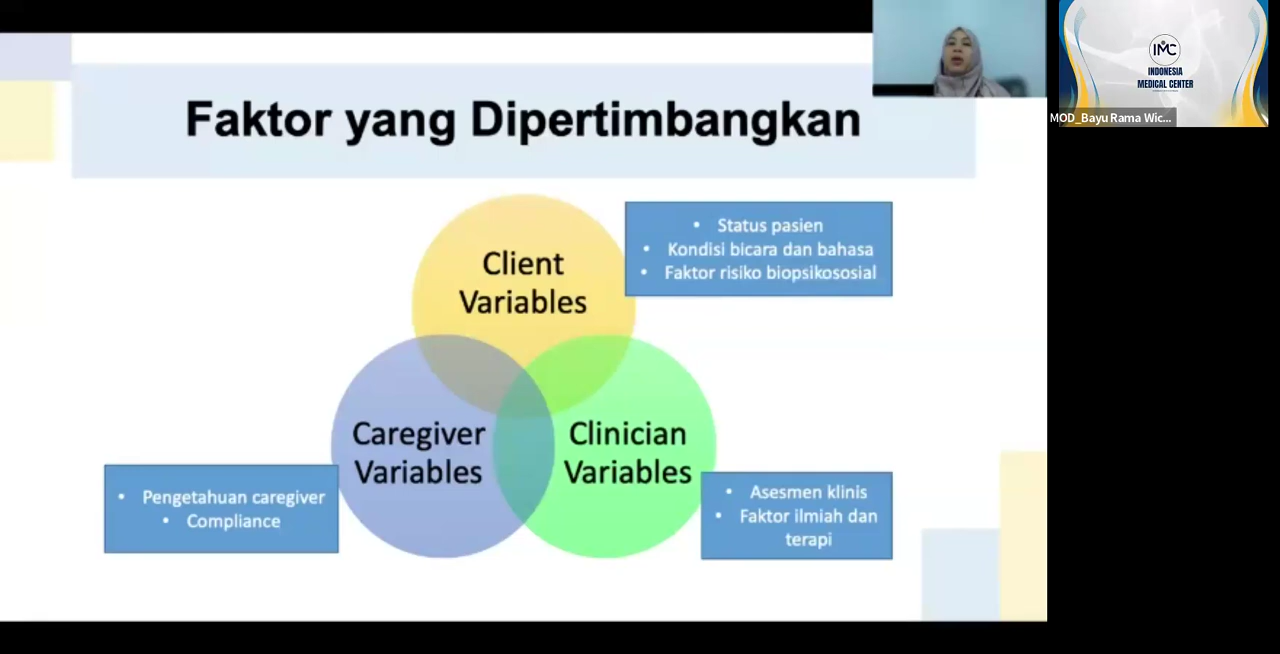 Faktor yang Dipertimbangkan
Client
Variables
• Status pasien
• Kondisi bicara dan bahasa
• Faktor risiko biopsikososial
Caregiver
Variables
Clinician
Variables
• Pengetahuan caregiver
• Compliance
• Asesmen klinis
• Faktor ilmiah dan
terapi
IMC
INDONESIA
MEDICAL CENTER
MOD_Bayu Rama Wic...